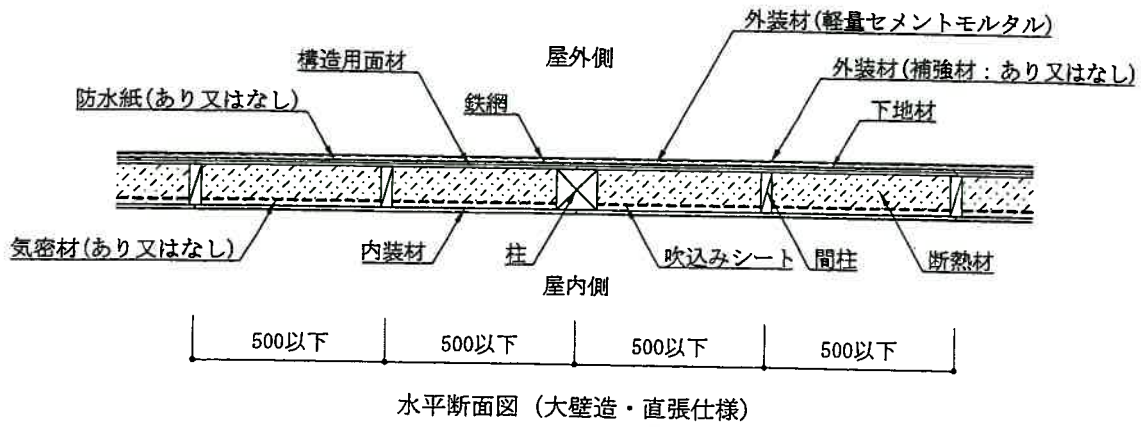 外装材(軽量セメントモルタル)
屋外側
構造用面材
外装材(補強材:あり又はなし)
防水紙(あり又はなし)
鉄網
下地材
気密材(あり又はなし)
内装材
柱
吹込みシート
間柱
断熱材
屋内側
500以下
500以下
500以下
500以下
水平断面図(大壁造・直張仕様)